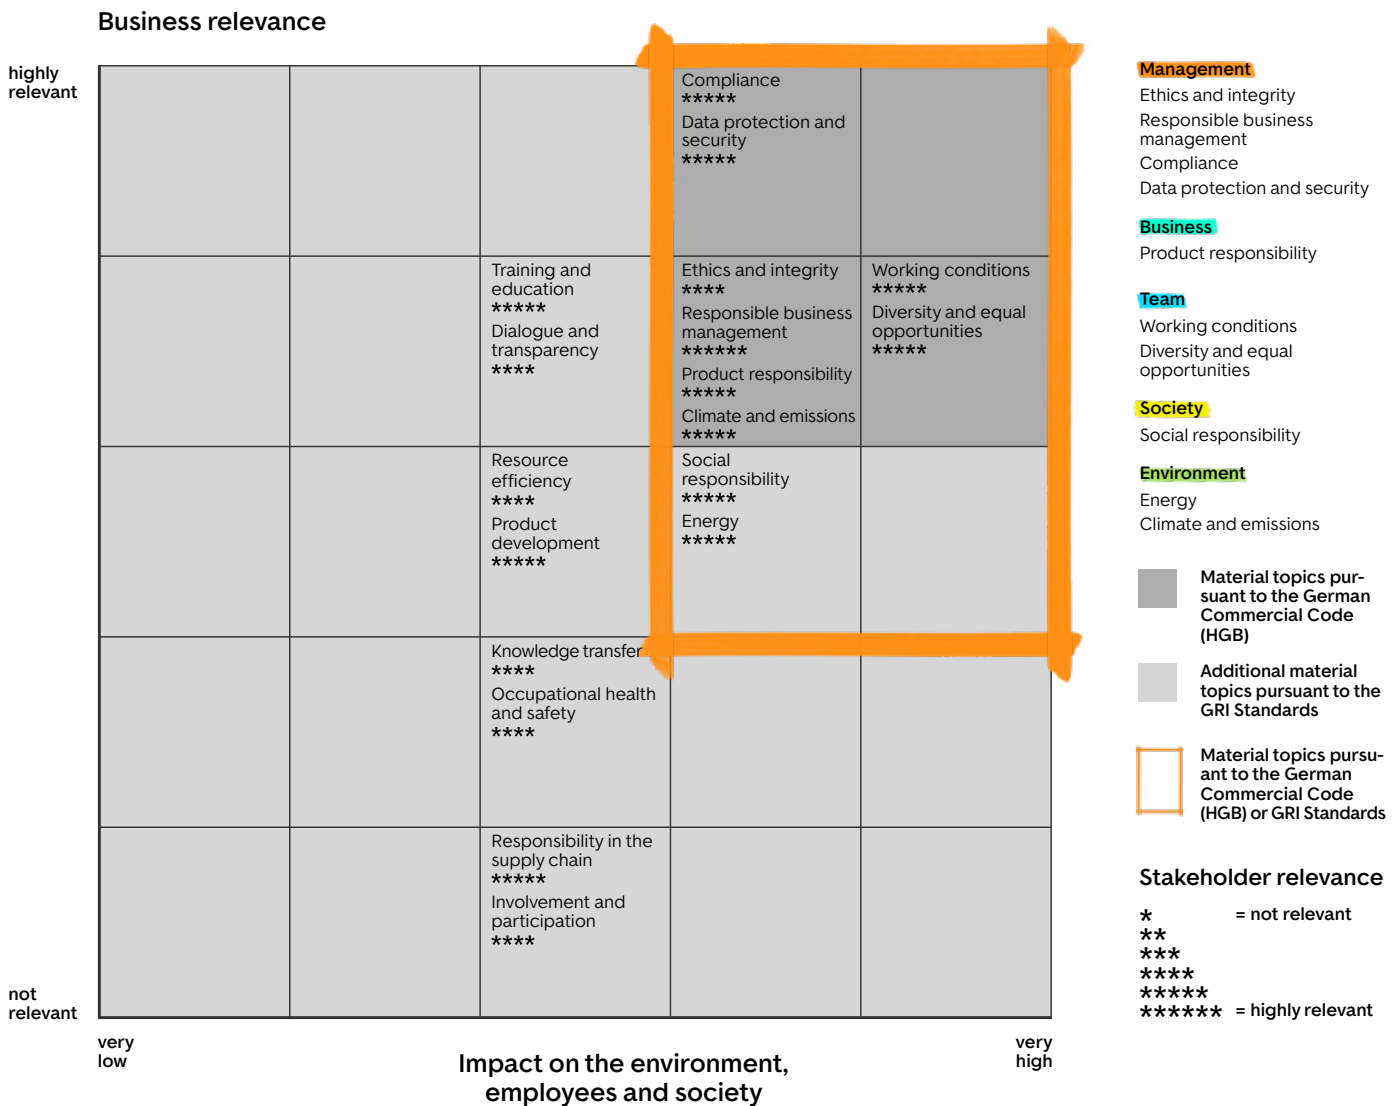 Business relevance
highly
relevant
Compliance
*****
Data protection and
security
*****
Training and
education
*****
Dialogue and
transparency
****
Ethics and integrity
****
Responsible business
management
******
Product responsibility
*****
Climate and emissions
*****
Working conditions
*****
Diversity and equal
opportunities
*****
Resource
efficiency
****
Product
development
*****
Social
responsibility
*****
Energy
*****
Knowledge transfer
****
Occupational health
and safety
****
Responsibility in the
supply chain
*****
Involvement and
participation
****
not
relevant
very
low
very
high
Impact on the environment,
employees and society
Management
Ethics and integrity
Responsible business
management
Compliance
Data protection and security
Business
Product responsibility
Team
Working conditions
Diversity and equal
opportunities
Society
Social responsibility
Environment
Energy
Climate and emissions
Material topics pur-
suant to the German
Commercial Code
(HGB)
Additional material
topics pursuant to the
GRI Standards
Material topics pursu-
ant to the German
Commercial Code
(HGB) or GRI Standards
Stakeholder relevance
* = not relevant
**
***
****
*****
****** = highly relevant